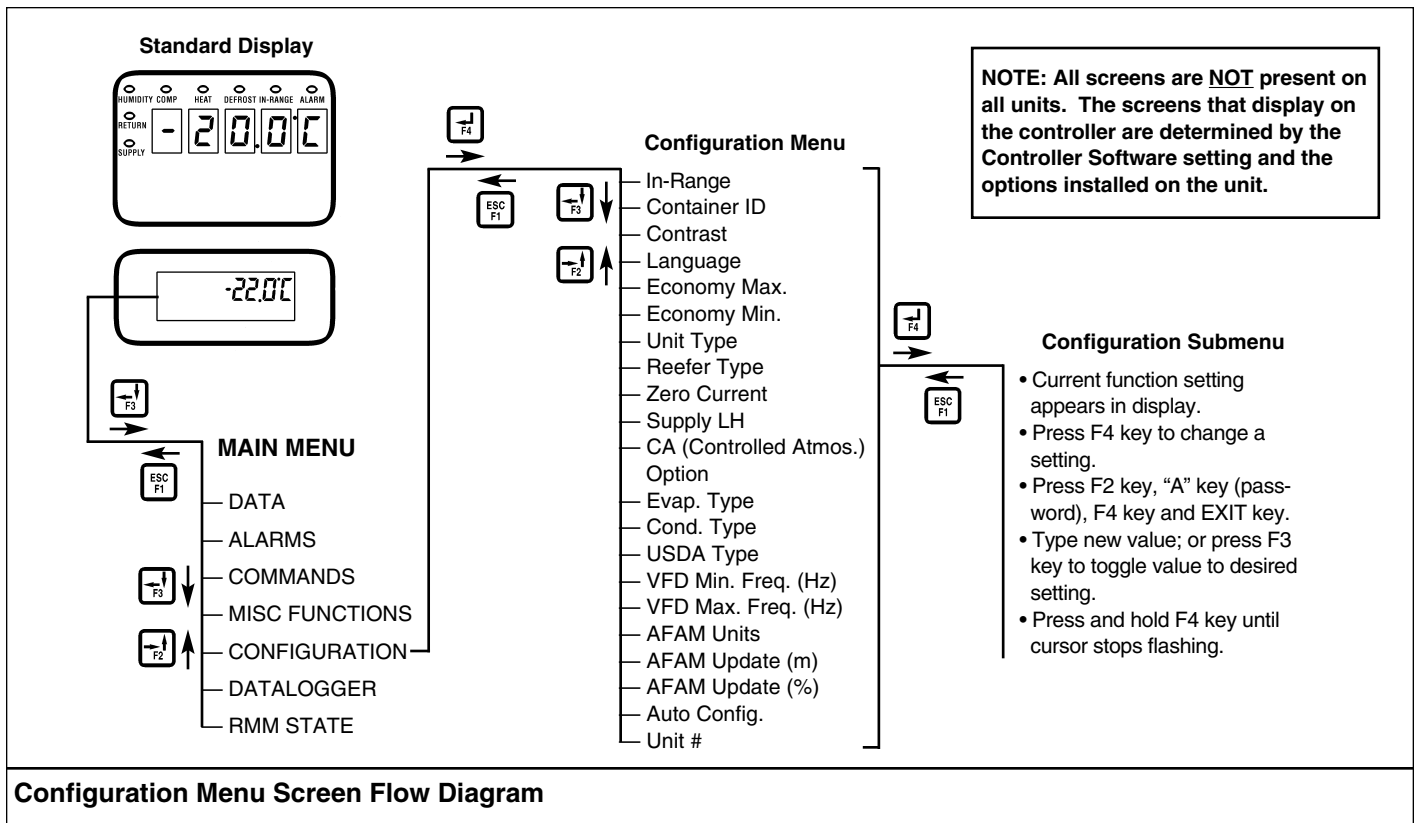 Standard Display
HUMIDITY COMP HEAT DEFROST IN-RANGE ALARM
RETURN
SUPPLY
-20.0°C
-22.0°C
F3
ESC
F1
MAIN MENU
DATA
ALARMS
COMMANDS
MISC FUNCTIONS
CONFIGURATION
DATALOGGER
RMM STATE
F3
F2
F4
ESC
F1
F3
F2
Configuration Menu
In-Range
Container ID
Contrast
Language
Economy Max.
Economy Min.
Unit Type
Reefer Type
Zero Current
Supply LH
CA (Controlled Atmos.)
Option
Evap. Type
Cond. Type
USDA Type
VFD Min. Freq. (Hz)
VFD Max. Freq. (Hz)
AFAM Units
AFAM Update (m)
AFAM Update (%)
Auto Config.
Unit #
NOTE: All screens are NOT present on
all units. The screens that display on
the controller are determined by the
Controller Software setting and the
options installed on the unit.
F4
ESC
F1
Configuration Submenu
• Current function setting
appears in display.
• Press F4 key to change a
setting.
• Press F2 key, “A” key (pass-
word), F4 key and EXIT key.
• Type new value; or press F3
key to toggle value to desired
setting.
• Press and hold F4 key until
cursor stops flashing.
Configuration Menu Screen Flow Diagram